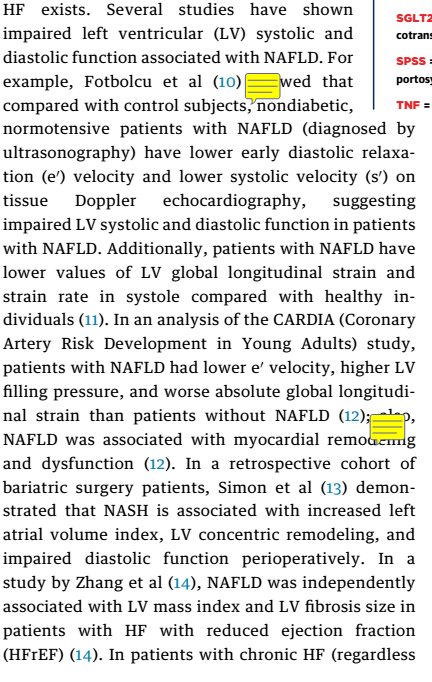 HF exists. Several studies have shown
impaired left ventricular (LV) systolic and
diastolic function associated with NAFLD. For
example, Fotbolcu et al (10) wed that
compared with control subjects, nondiabetic,
normotensive patients with NAFLD (diagnosed by
ultrasonography) have lower early diastolic relaxa-
tion (e′) velocity and lower systolic velocity (s′) on
tissue Doppler echocardiography, suggesting
impaired LV systolic and diastolic function in patients
with NAFLD. Additionally, patients with NAFLD have
lower values of LV global longitudinal strain and
strain rate in systole compared with healthy in-
dividuals (11). In an analysis of the CARDIA (Coronary
Artery Risk Development in Young Adults) study,
patients with NAFLD had lower e′ velocity, higher LV
filling pressure, and worse absolute global longitudi-
nal strain than patients without NAFLD (12); also,
NAFLD was associated with myocardial remodeling
and dysfunction (12). In a retrospective cohort of
bariatric surgery patients, Simon et al (13) demon-
strated that NASH is associated with increased left
atrial volume index, LV concentric remodeling, and
impaired diastolic function perioperatively. In a
study by Zhang et al (14), NAFLD was independently
associated with LV mass index and LV fibrosis size in
patients with HF with reduced ejection fraction
(HFrEF) (14). In patients with chronic HF (regardless
SGLT2
cotrans
SPSS =
portosy
TNF =